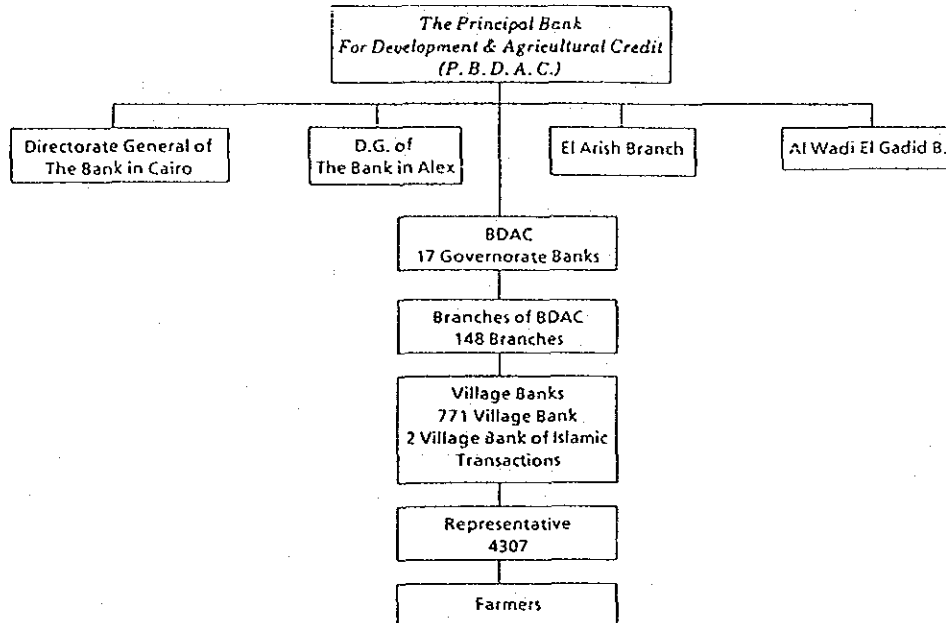 The Principal Bank
For Development & Agricultural Credit
(P. B. D. A. C.)
Directorate General of
The Bank in Cairo
D.G. of
The Bank in Alex
El Arish Branch
Al Wadi El Gadid B.
BDAC
17 Governorate Banks
Branches of BDAC
148 Branches
Village Banks
771 Village Bank
2 Village Bank of Islamic
Transactions
Representative
4307
Farmers